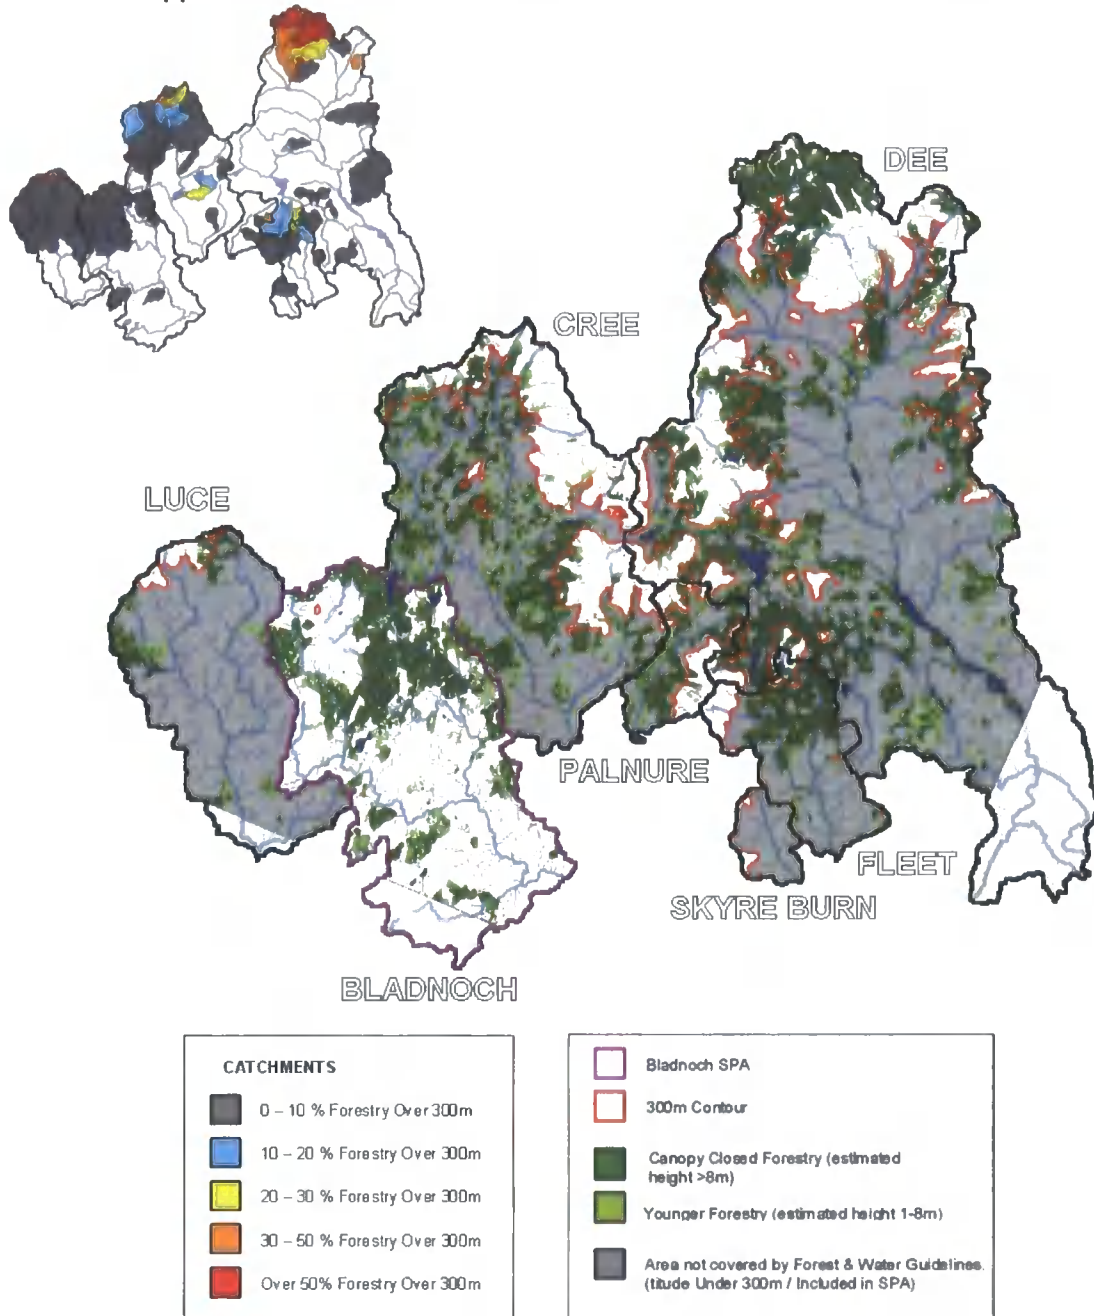 DEE
CREE
LUCE
PALNURE
FLEET
SKYRE BURN
BLADNOCH
CATCHMENTS
0 – 10 % Forestry Over 300m
10 – 20 % Forestry Over 300m
20 – 30 % Forestry Over 300m
30 – 50 % Forestry Over 300m
Over 50% Forestry Over 300m
Bladnoch SPA
300m Contour
Canopy Closed Forestry (estimated
height >8m)
Younger Forestry (estimated height 1-8m)
Area not covered by Forest & Water Guidelines.
(titude Under 300m / Included in SPA)